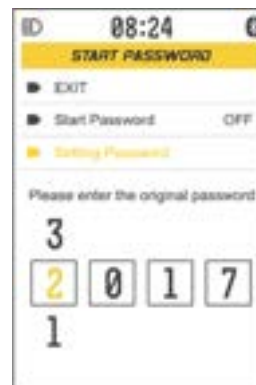 08:24
START PASSWORD
EXIT
Start Password OFF
Setting Password
Please enter the original password
3
2 0 1 7
1